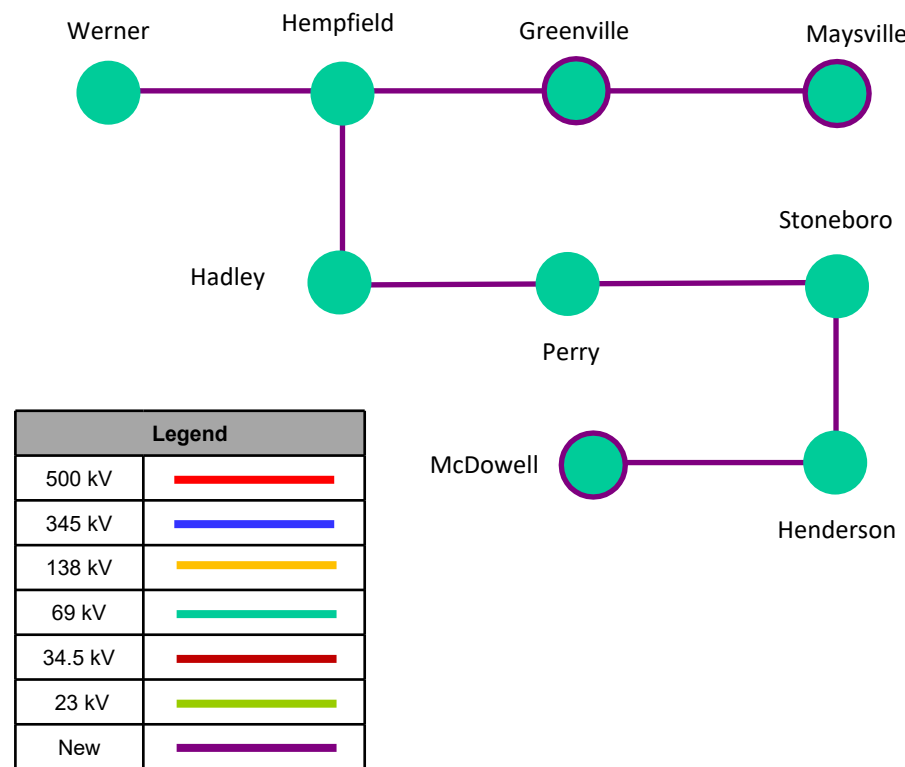 Werner
Hempfield
Greenville
Maysville
Stoneboro
Hadley
Perry
McDowell
Henderson
Legend
500 kV
345 kV
138 kV
69 kV
34.5 kV
23 kV
New